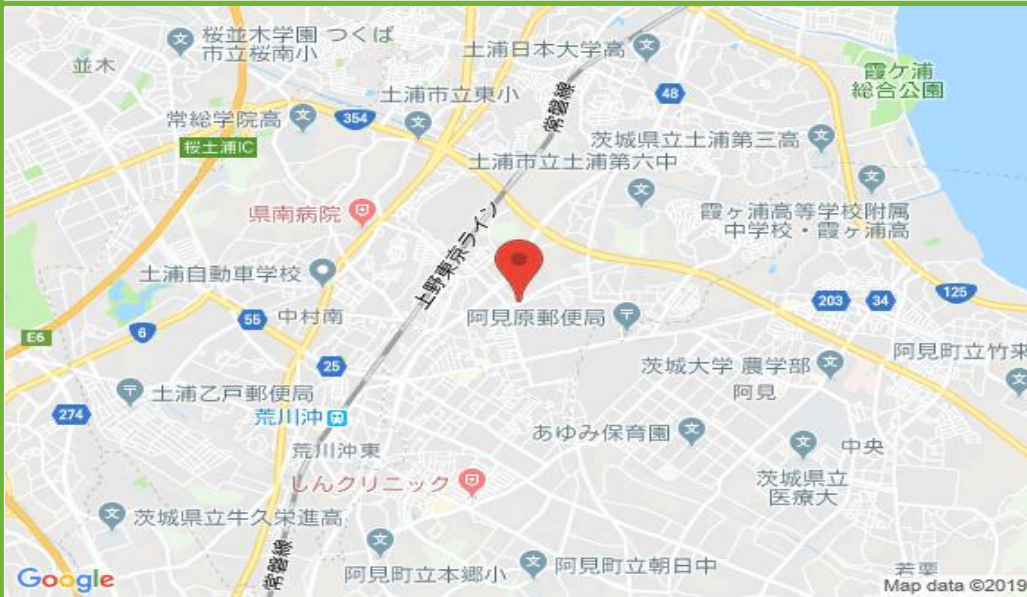 桜並木学園 つくば
市立桜南小
並木
土浦日本大学高
霞ケ浦
総合公園
48
土浦市立東小
常磐線
常総学院高
354
桜土浦IC
茨城県立土浦第三高
土浦市立土浦第六中
県南病院
霞ヶ浦高等学校附属
中学校・霞ヶ浦高
上野東京ライン
土浦自動車学校
125
203
34
阿見原郵便局
中村南
55
6
E6
25
茨城大学 農学部
阿見町立竹来
阿見
土浦乙戸郵便局
274
荒川沖
あゆみ保育園
中央
荒川沖東
茨城県立
医療大
しんクリニック
茨城県立牛久栄進高
常磐線
阿見町立本郷小
阿見町立朝日中
若栗
Google
Map data ©2019